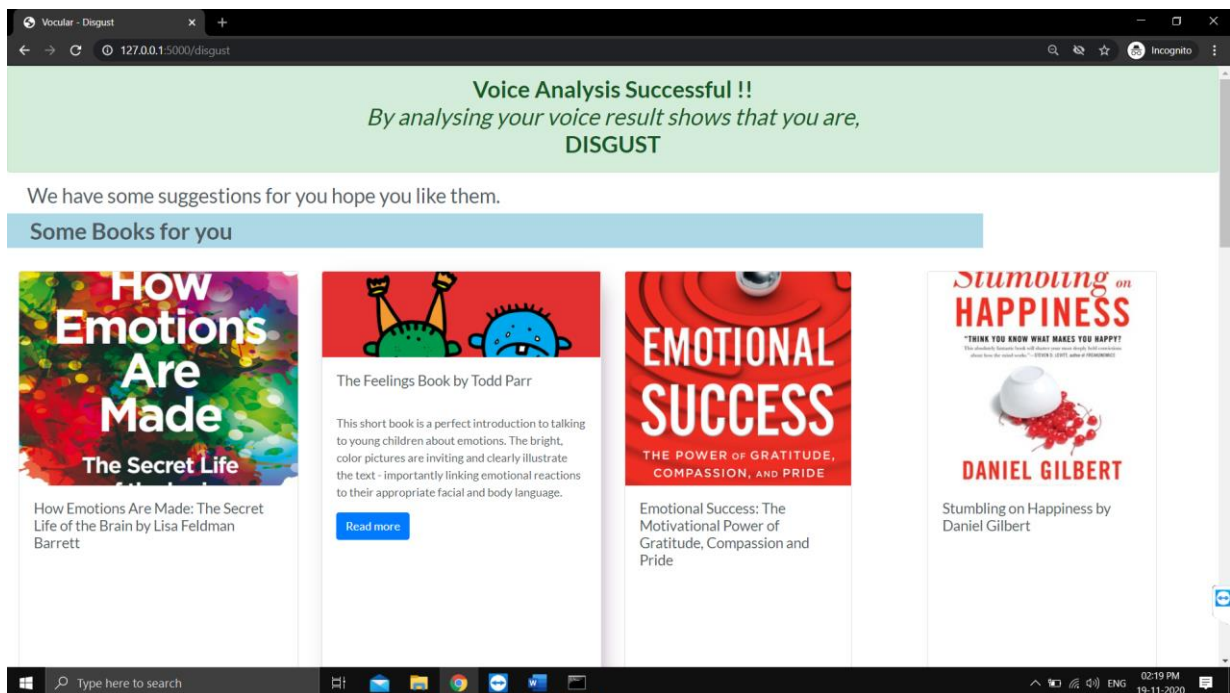 Vocular - Disgust
127.0.0.1:5000/disgust
Incognito
Voice Analysis Successful !!
By analysing your voice result shows that you are,
DISGUST
We have some suggestions for you hope you like them.
Some Books for you
HOW
Emotions
Are
Made
The Secret Life
How Emotions Are Made: The Secret
Life of the Brain by Lisa Feldman
Barrett
The Feelings Book by Todd Parr
This short book is a perfect introduction to talking
to young children about emotions. The bright,
color pictures are inviting and clearly illustrate
the text - importantly linking emotional reactions
to their appropriate facial and body language.
Read more
EMOTIONAL
SUCCESS
THE POWER OF GRATITUDE,
COMPASSION, AND PRIDE
Emotional Success: The
Motivational Power of
Gratitude, Compassion and
Pride
Stumbling on
HAPPINESS
"THINK YOU KNOW WHAT MAKES YOU HAPPY?
DANIEL GILBERT
Stumbling on Happiness by
Daniel Gilbert
Type here to search
ENG
02:19 PM
19-11-2020